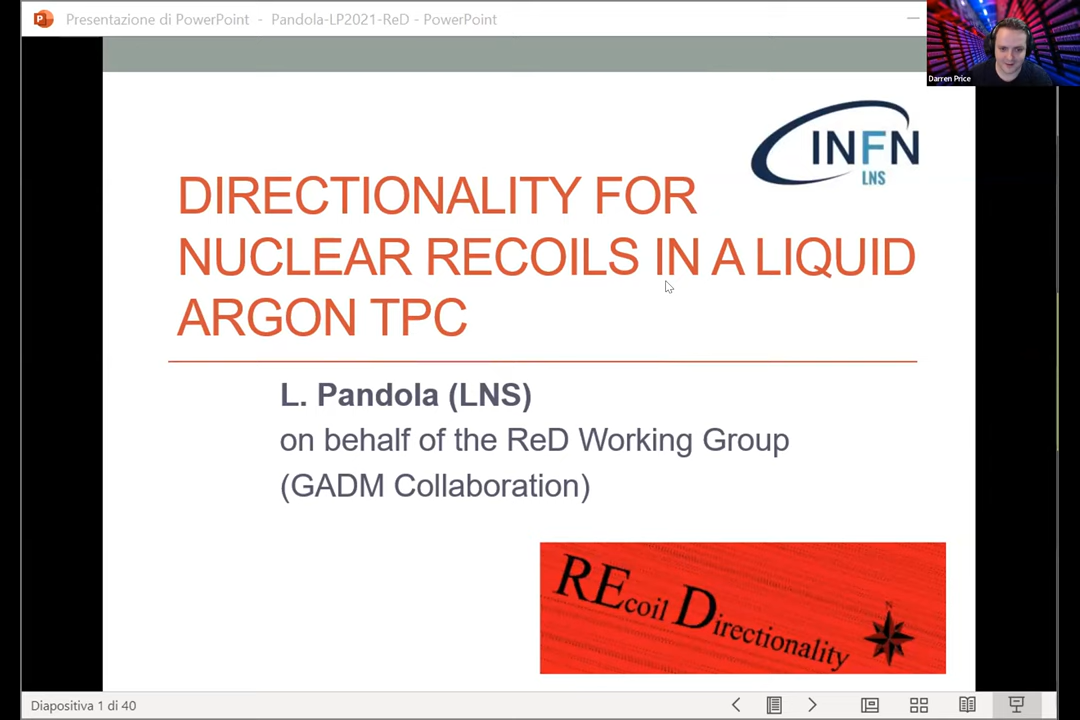 Presentazione di PowerPoint - Pandola-LP2021-ReD - PowerPoint
Darren Price
INFN
LNS
DIRECTIONALITY FOR
NUCLEAR RECOILS IN A LIQUID
ARGON TPC
L. Pandola (LNS)
on behalf of the ReD Working Group
(GADM Collaboration)
REcoil Directionality
N
Diapositiva 1 di 40